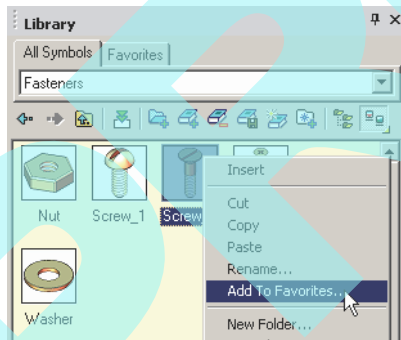 Library
All Symbols Favorites
Fasteners
Nut Screw_1 Screw
Washer
Insert
Cut
Copy
Paste
Rename...
Add To Favorites...
New Folder...